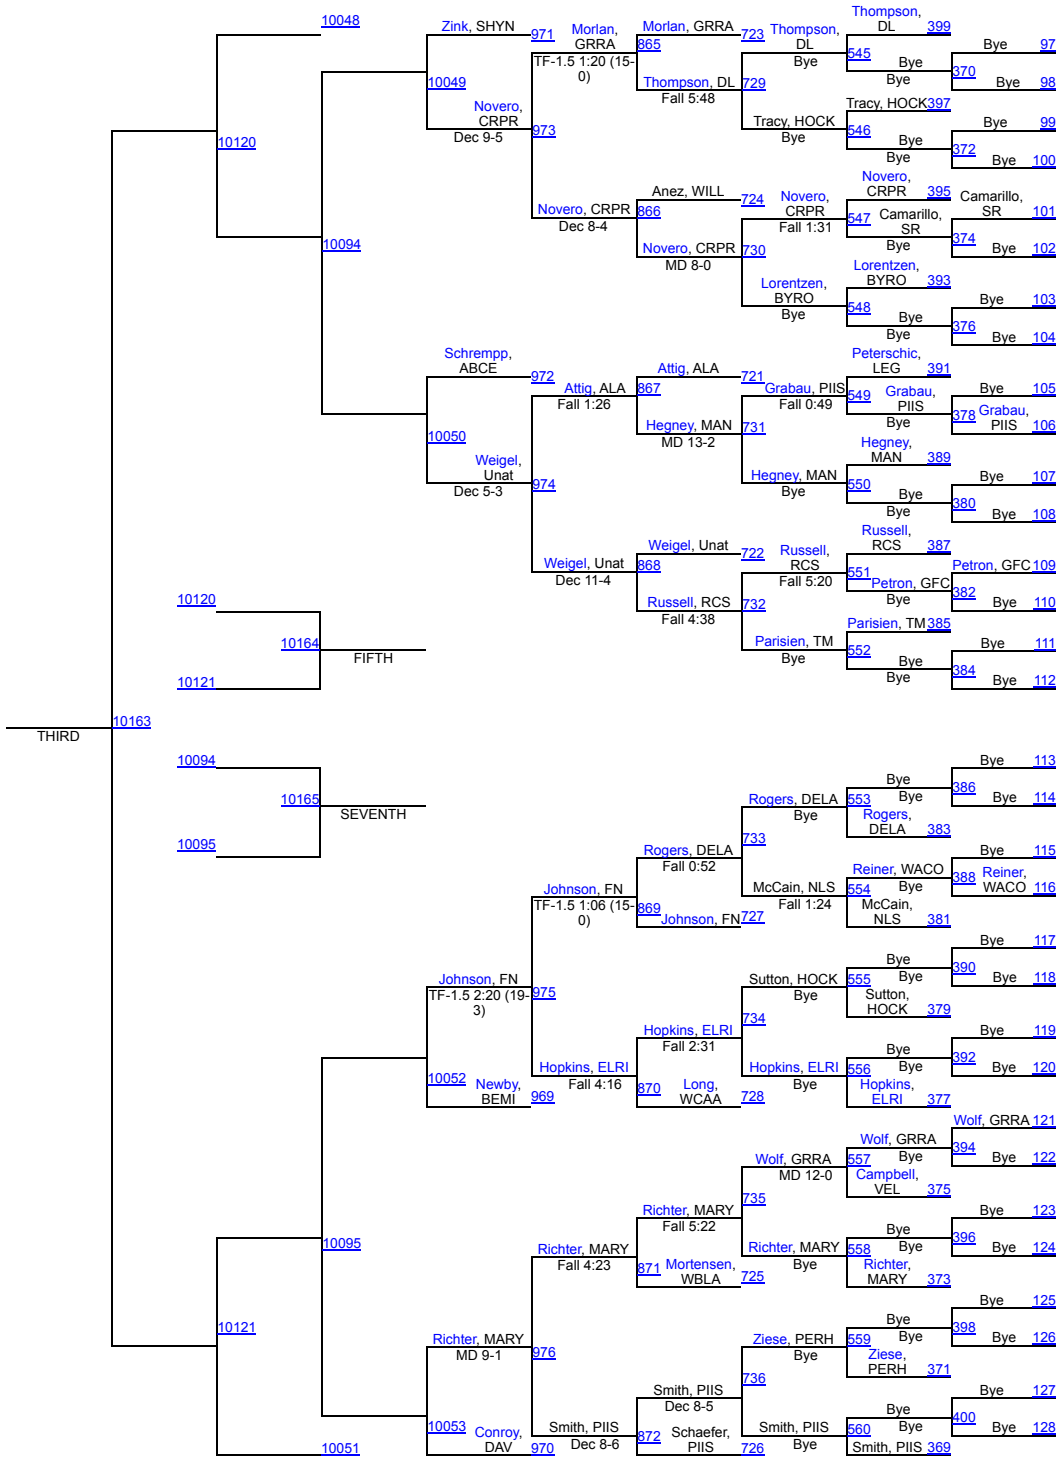 10048
Zink, SHYN
971
Morlan,
GRRA
TF-1.5 1:20 (15-
0)
Morlan, GRRA
723
865
Thompson,
DL
Bye
Thompson,
DL
399
545
Bye
Bye
370
Bye
97
Bye
98
10049
Thompson, DL
Fall 5:48
729
Novero,
CRPR
Dec 9-5
973
Tracy, HOCK
Bye
Tracy, HOCK
397
546
Bye
Bye
372
Bye
99
Bye
100
10120
Novero, CRPR
Dec 8-4
Anez, WILL
724
866
Novero,
CRPR
Fall 1:31
Novero,
CRPR
395
547
Camarillo,
SR
Bye
374
Camarillo,
SR
101
Bye
102
10094
Novero, CRPR
MD 8-0
730
Lorentzen,
BYRO
Bye
Lorentzen,
BYRO
393
548
Bye
Bye
376
Bye
103
Bye
104
Schrempp,
ABCE
972
Attig, ALA
Fall 1:26
Attig, ALA
721
867
Grabau, PIIS
Fall 0:49
Peterschic,
LEG
391
549
Grabau,
PIIS
Bye
378
Bye
105
Grabau,
PIIS
106
10050
Hegney, MAN
MD 13-2
731
Weigel,
Unat
Dec 5-3
974
Hegney, MAN
Bye
Hegney,
MAN
389
550
Bye
Bye
380
Bye
107
Bye
108
Weigel, Unat
Dec 11-4
Weigel, Unat
722
868
Russell,
RCS
Fall 5:20
Russell,
RCS
387
551
Petron, GFC
Bye
382
Petron, GFC
109
Bye
110
Russell, RCS
Fall 4:38
732
Parisien, TM
Bye
Parisien, TM
385
552
Bye
Bye
384
Bye
111
Bye
112
10120
10164
FIFTH
10121
THIRD
10163
10094
10165
SEVENTH
10095
Rogers, DELA
Bye
553
Bye
Bye
386
Bye
113
Bye
114
Rogers,
DELA
383
733
Rogers, DELA
Fall 0:52
Johnson, FN
TF-1.5 1:06 (15-
0)
869
Johnson, FN
727
McCain, NLS
Fall 1:24
554
Reiner, WACO
Bye
388
Bye
115
Reiner,
WACO
116
McCain,
NLS
381
Johnson, FN
TF-1.5 2:20 (19-
3)
975
Sutton, HOCK
Bye
555
Bye
Bye
390
Bye
117
Bye
118
Sutton,
HOCK
379
734
Hopkins, ELRI
Fall 2:31
Hopkins, ELRI
Fall 4:16
870
Long,
WCAA
728
Hopkins, ELRI
Bye
556
Bye
Bye
392
Bye
119
Bye
120
Hopkins,
ELRI
377
10052
Newby,
BEMI
969
Wolf, GRRA
MD 12-0
557
Wolf, GRRA
Bye
394
Wolf, GRRA
121
Bye
122
Campbell,
VEL
375
735
Richter, MARY
Fall 5:22
10095
Richter, MARY
Fall 4:23
871
Mortensen,
WBLA
725
Richter, MARY
Bye
558
Bye
Bye
396
Bye
123
Bye
124
Richter,
MARY
373
10121
Richter, MARY
MD 9-1
976
Ziese, PERH
Bye
559
Bye
Bye
398
Bye
125
Bye
126
Ziese,
PERH
371
736
Smith, PIIS
Dec 8-5
10053
Conroy,
DAV
970
Smith, PIIS
Dec 8-6
872
Schaefer,
PIIS
726
Smith, PIIS
Bye
560
Bye
Bye
400
Bye
127
Bye
128
Smith, PIIS
369
10051